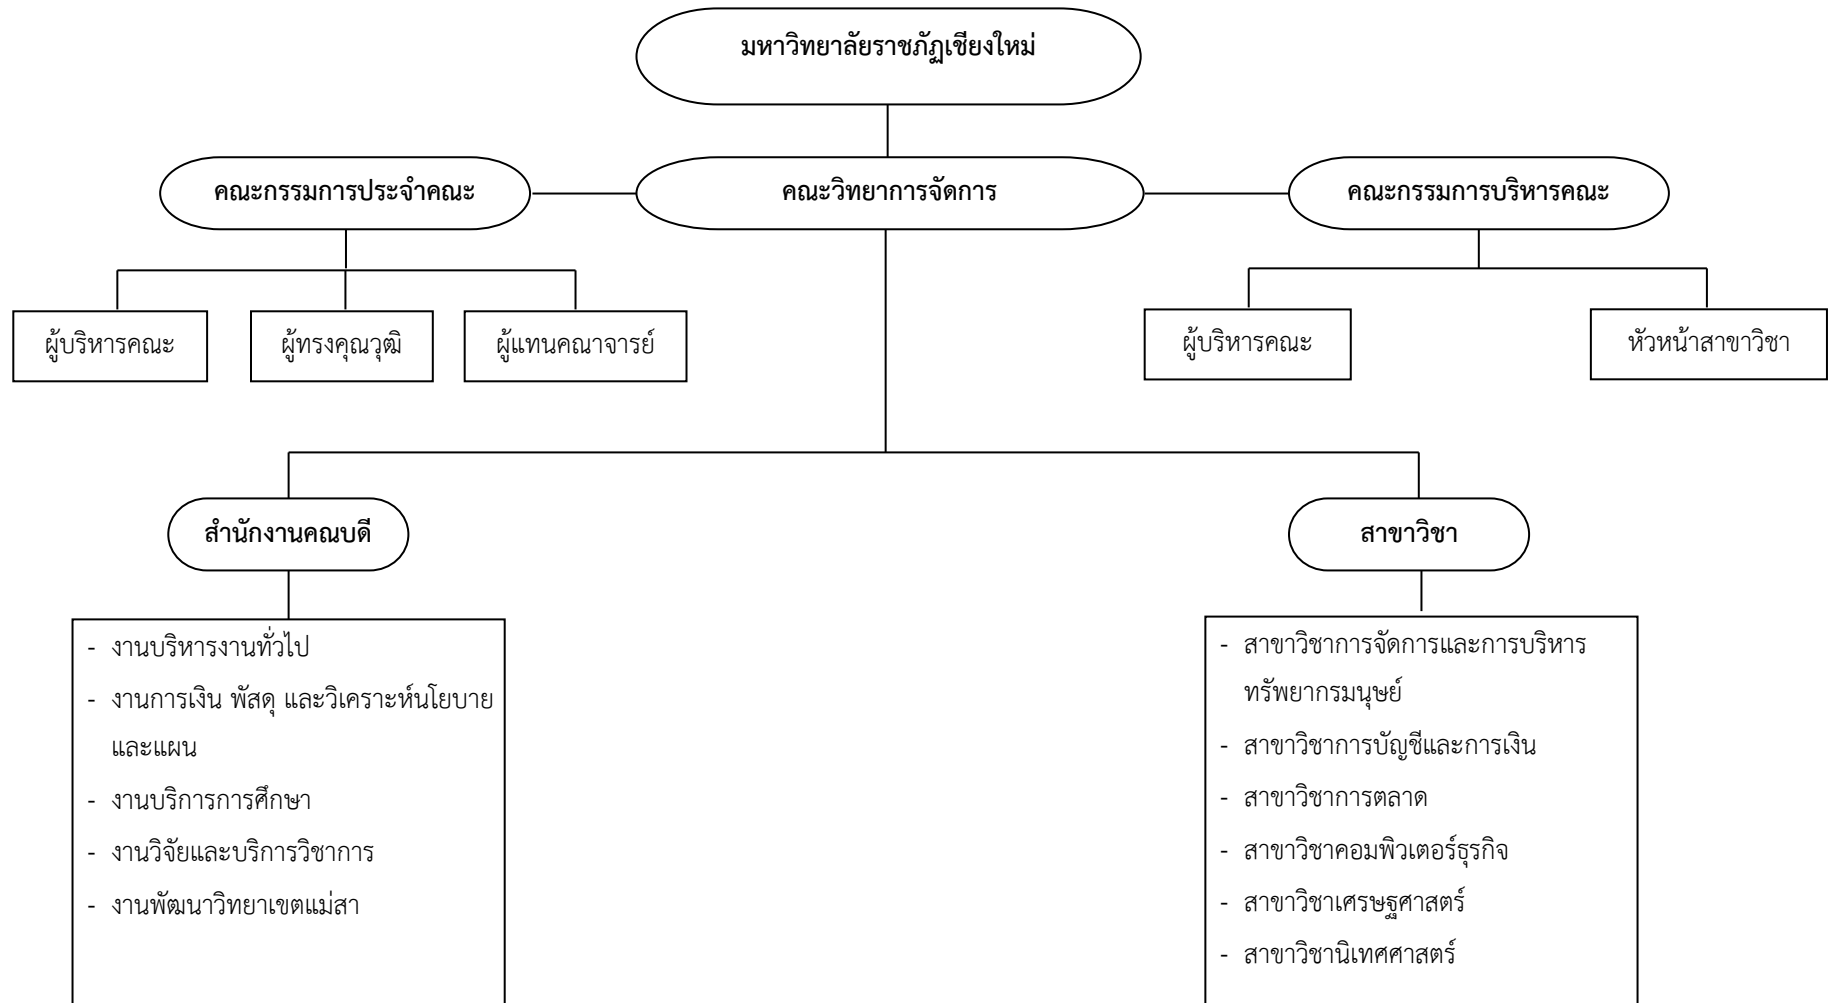 มหาวิทยาลัยราชภัฏเชียงใหม่
คณะกรรมการประจำคณะ
คณะวิทยาการจัดการ
คณะกรรมการบริหารคณะ
ผู้บริหารคณะ
ผู้ทรงคุณวุฒิ
ผู้แทนคณาจารย์
ผู้บริหารคณะ
หัวหน้าสาขาวิชา
สำนักงานคณบดี
สาขาวิชา
- งานบริหารงานทั่วไป
- งานการเงิน พัสดุ และวิเคราะห์นโยบาย
และแผน
- งานบริการการศึกษา
- งานวิจัยและบริการวิชาการ
- งานพัฒนาวิทยาเขตแม่สา
- สาขาวิชาการจัดการและการบริหาร
ทรัพยากรมนุษย์
- สาขาวิชาการบัญชีและการเงิน
- สาขาวิชาการตลาด
- สาขาวิชาคอมพิวเตอร์ธุรกิจ
- สาขาวิชาเศรษฐศาสตร์
- สาขาวิชานิเทศศาสตร์